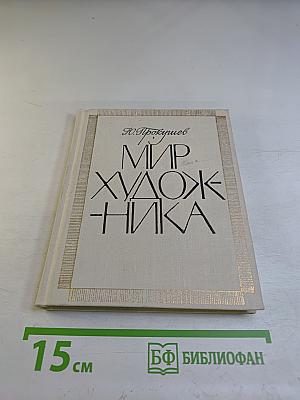 Ю. Прокушев
МИР
ХУДОЖ-
-НИКА
15 см
БФ БИБЛИОФАН